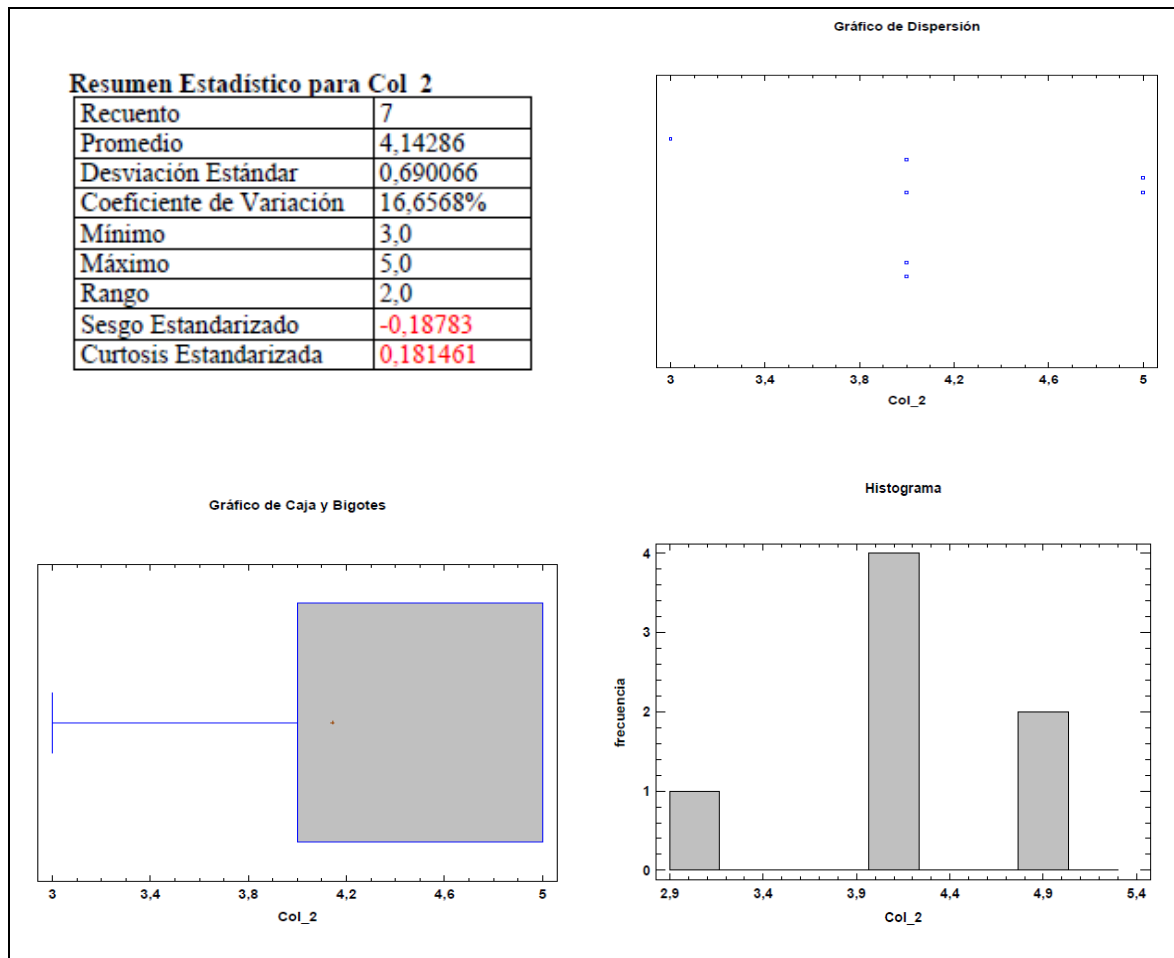 Resumen Estadístico para Col_2
Recuento 7
Promedio 4,14286
Desviación Estándar 0,690066
Coeficiente de Variación 16,6568%
Mínimo 3,0
Máximo 5,0
Rango 2,0
Sesgo Estandarizado -0,18783
Curtosis Estandarizada 0,181461
Gráfico de Dispersión
3 3,4 3,8 4,2 4,6 5
Col_2
Gráfico de Caja y Bigotes
3 3,4 3,8 4,2 4,6 5
Col_2
Histograma
frecuencia
4
3
2
1
0
2,9 3,4 3,9 4,4 4,9 5,4
Col_2